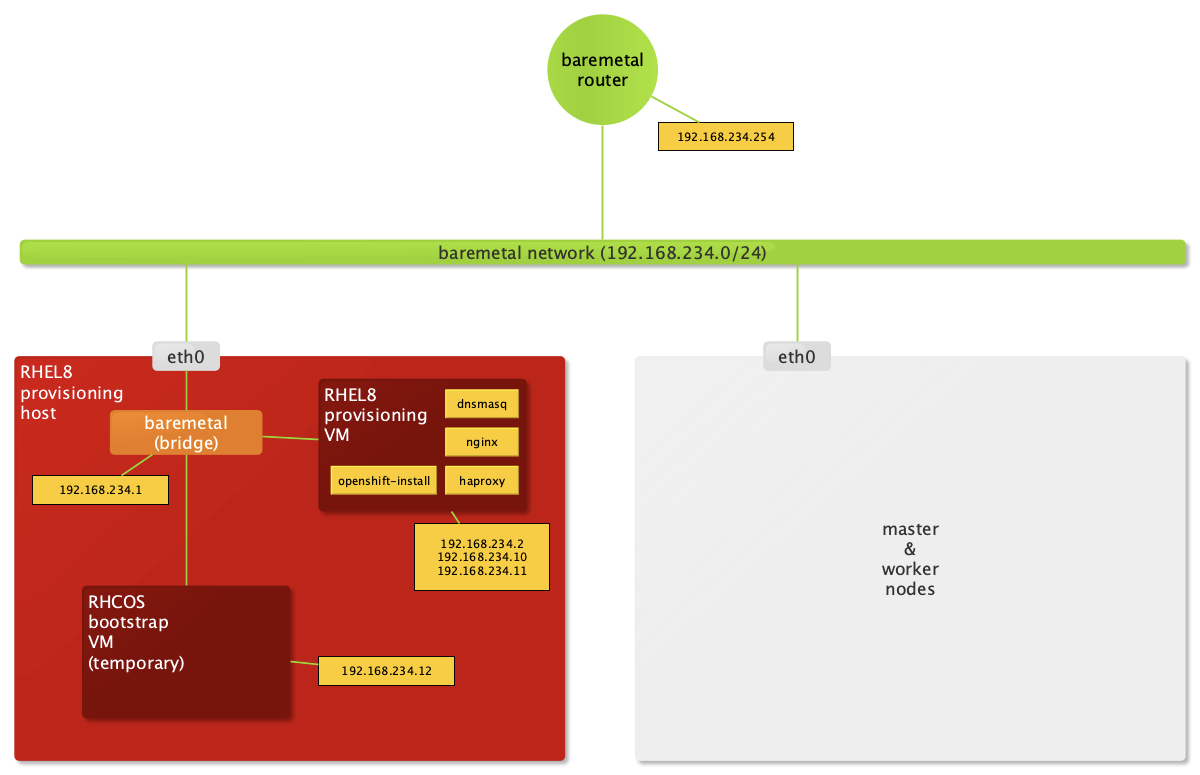 baremetal
router
192.168.234.254
baremetal network (192.168.234.0/24)
eth0
eth0
RHEL8
provisioning
host
baremetal
(bridge)
192.168.234.1
RHEL8
provisioning
VM
dnsmasq
nginx
openshift-install
haproxy
192.168.234.2
192.168.234.10
192.168.234.11
RHCOS
bootstrap
VM
(temporary)
192.168.234.12
master
&
worker
nodes